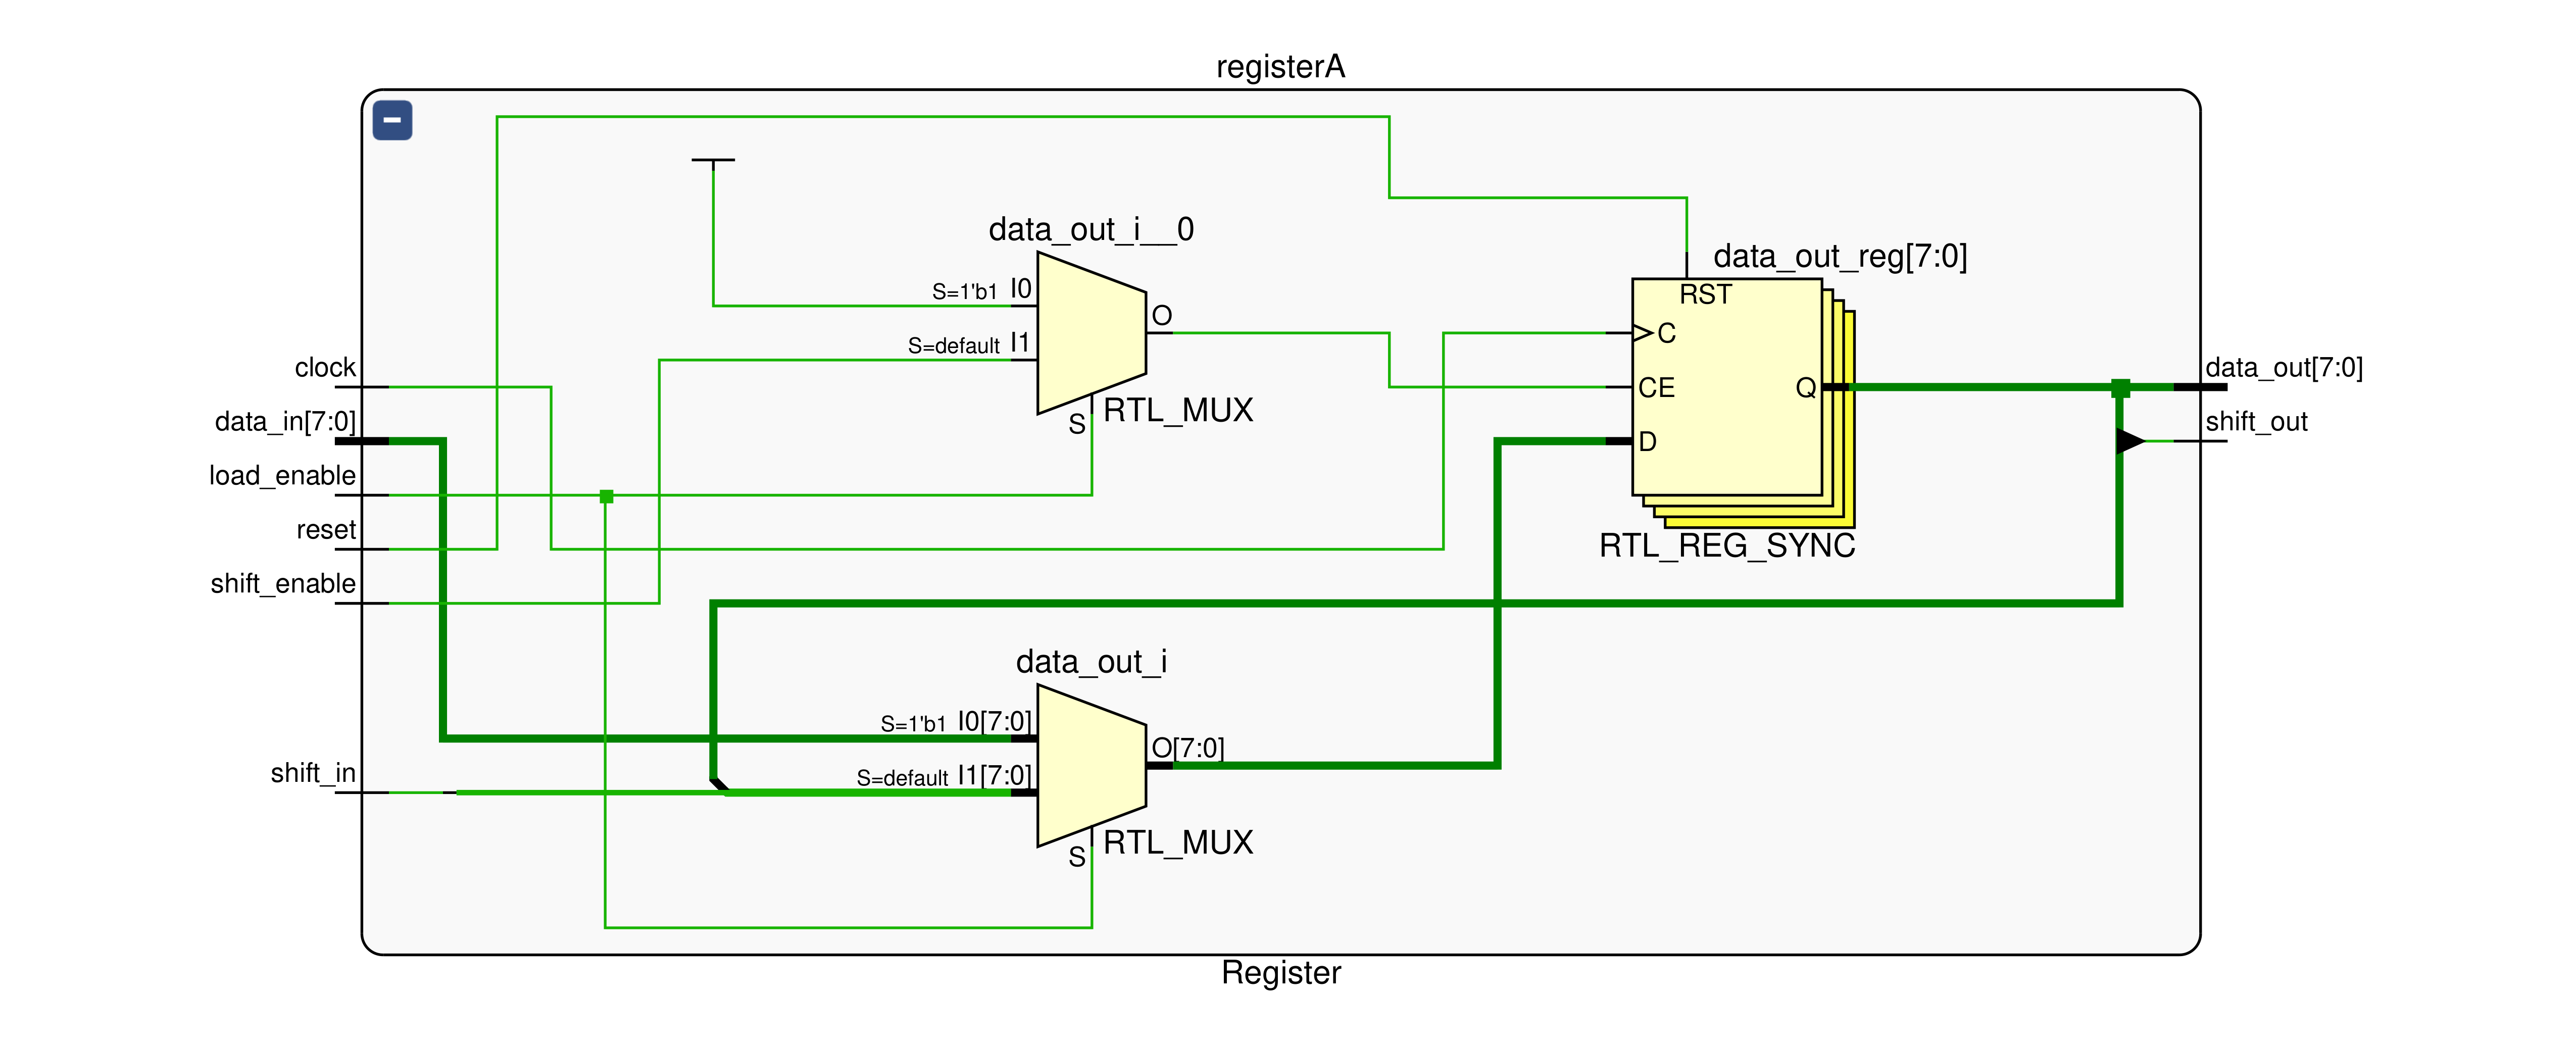 registerA
data_out_i__0
S=1'b1 I0
S=default I1
O
S
RTL_MUX
data_out_reg[7:0]
RST
C
CE
D
Q
RTL_REG_SYNC
clock
data_in[7:0]
load_enable
reset
shift_enable
shift_in
data_out[7:0]
shift_out
data_out_i
S=1'b1 I0[7:0]
S=default I1[7:0]
O[7:0]
S
RTL_MUX
Register